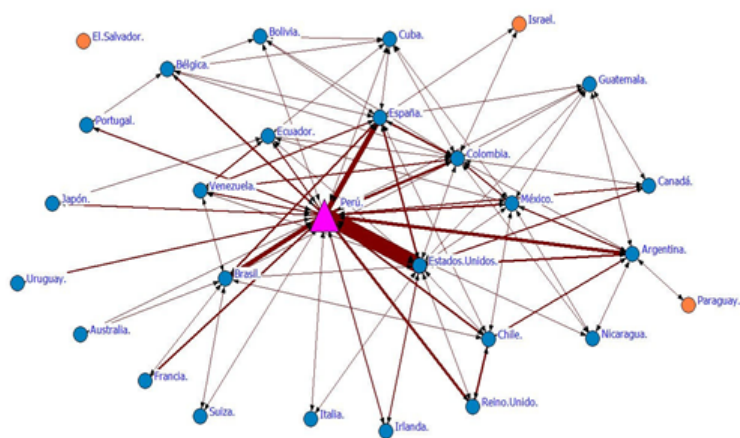 Israel.
El.Salvador.
Bolivia.
Cuba.
Bélgica.
Guatemala.
España.
Portugal.
Ecuador.
Colombia.
Venezuela.
Canadá.
Japón.
Perú.
México.
Argentina.
Estados.Unidos.
Brasil.
Uruguay.
Paraguay.
Australia.
Chile.
Nicaragua.
Francia.
Reino.Unido.
Suiza.
Italia.
Irlanda.